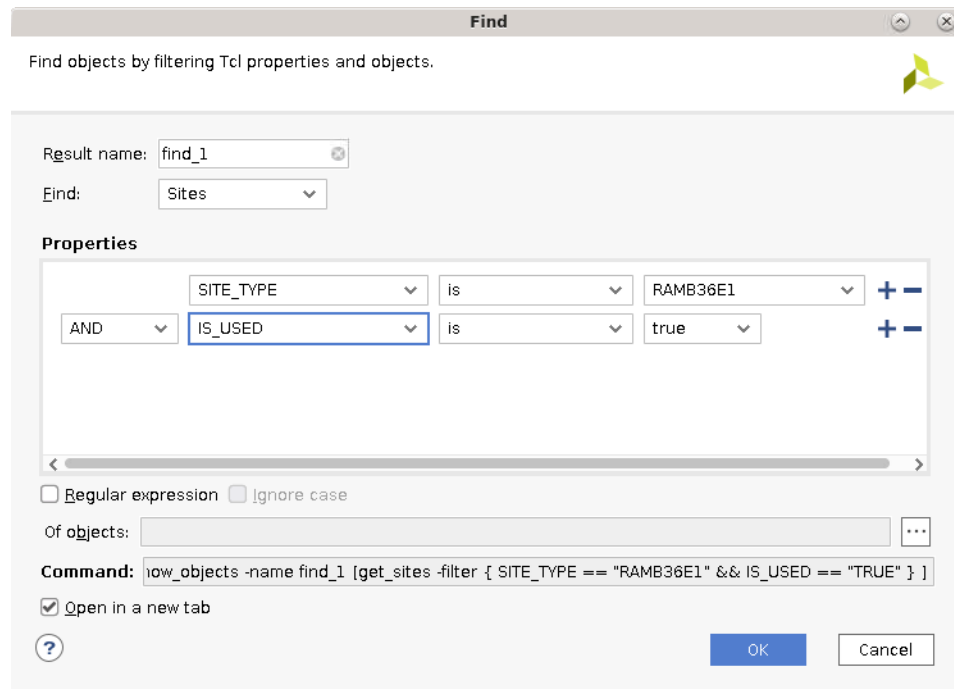 Find
Find objects by filtering Tcl properties and objects.
Result name: find_1
Find: Sites
Properties
SITE_TYPE is RAMB36E1
AND IS_USED is true
Regular expression Ignore case
Of objects: ...
Command: how_objects -name find_1 [get_sites -filter { SITE_TYPE == "RAMB36E1" && IS_USED == "TRUE" } ]
Open in a new tab
? OK Cancel